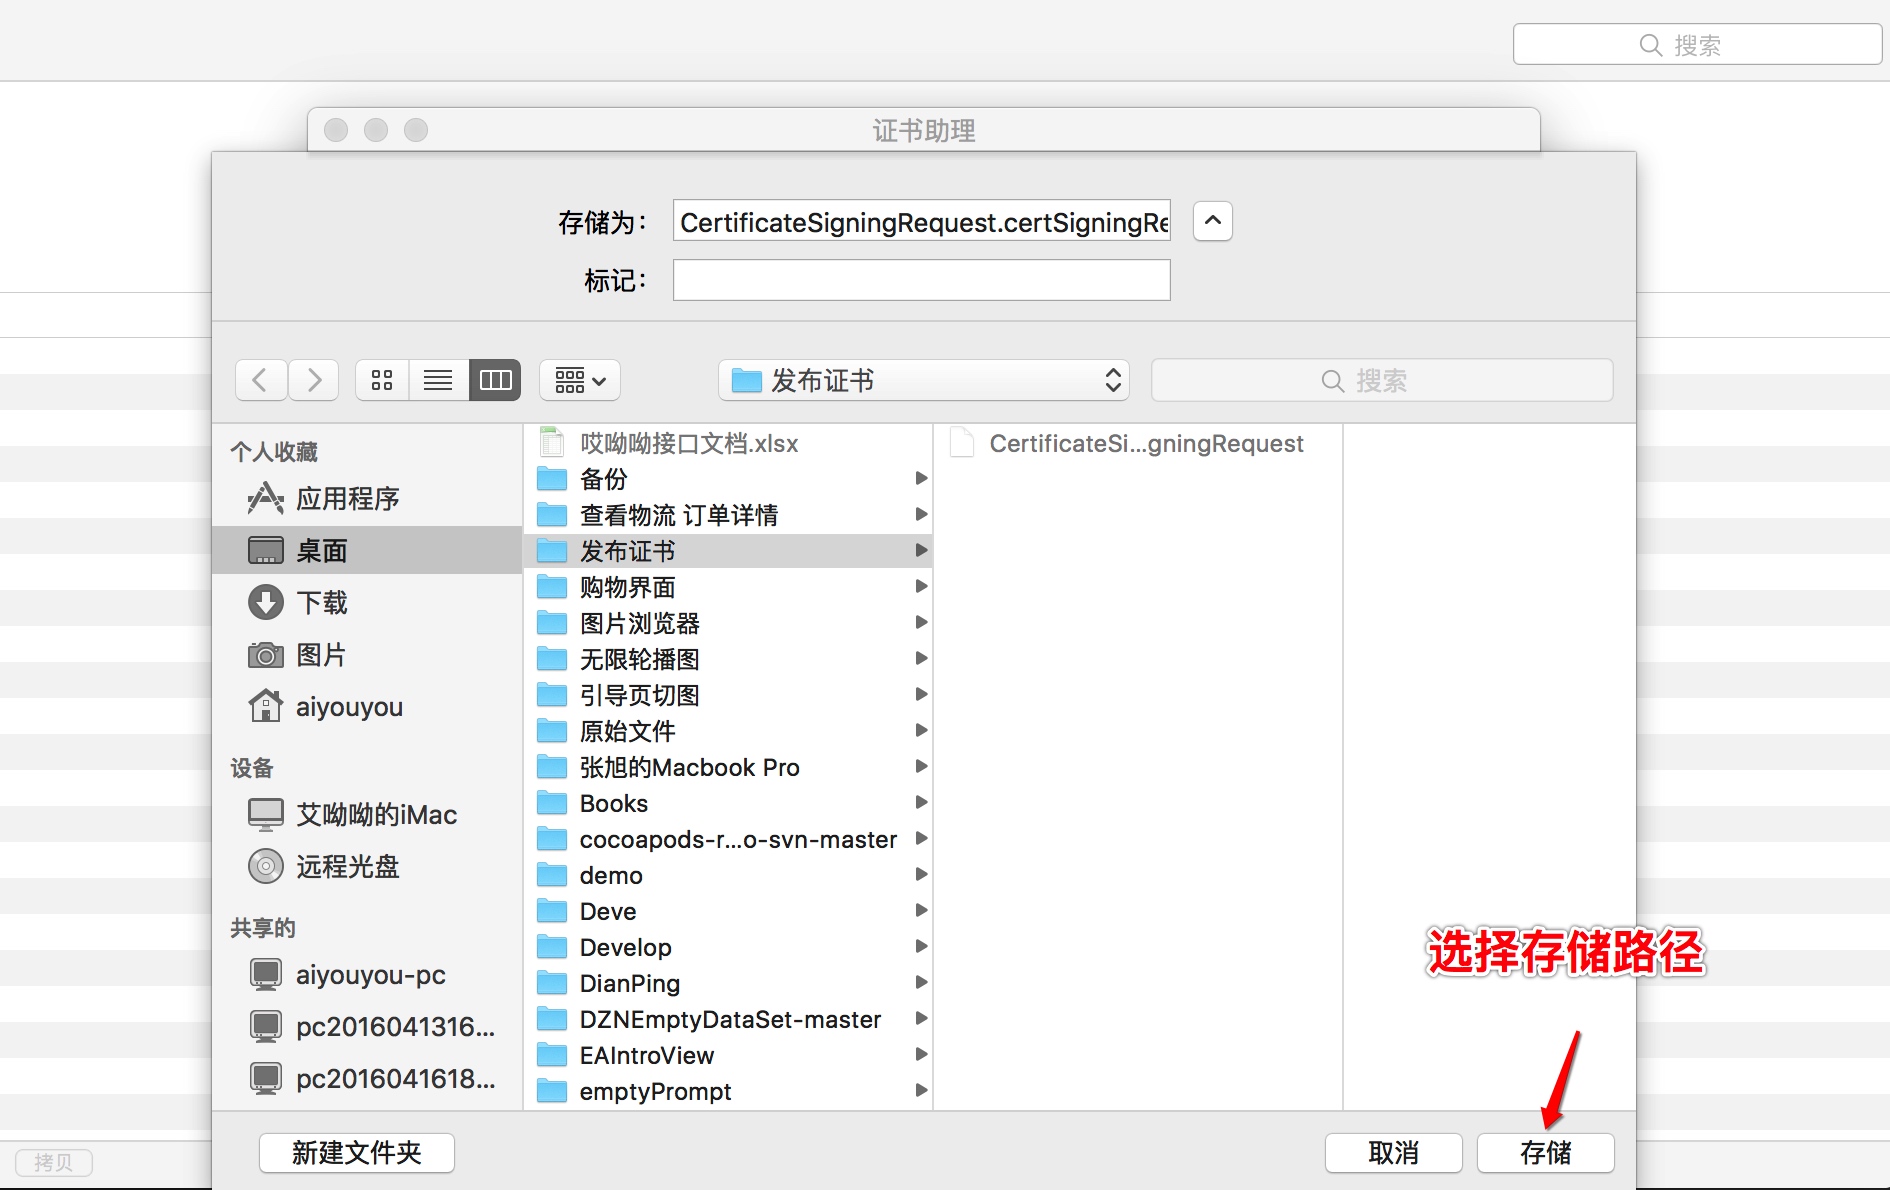 搜索
证书助理
存储为：
CertificateSigningRequest.certSigningRe
标记：
发布证书
搜索
个人收藏
应用程序
桌面
下载
图片
aiyouyou
设备
艾呦呦的iMac
远程光盘
共享的
aiyouyou-pc
pc2016041316...
pc2016041618...
哎呦呦接口文档.xlsx
备份
查看物流 订单详情
发布证书
购物界面
图片浏览器
无限轮播图
引导页切图
原始文件
张旭的Macbook Pro
Books
cocoapods-r...o-svn-master
demo
Deve
Develop
DianPing
DZNEmptyDataSet-master
EAIntroView
emptyPrompt
CertificateSi...gningRequest
选择存储路径
拷贝
新建文件夹
取消
存储